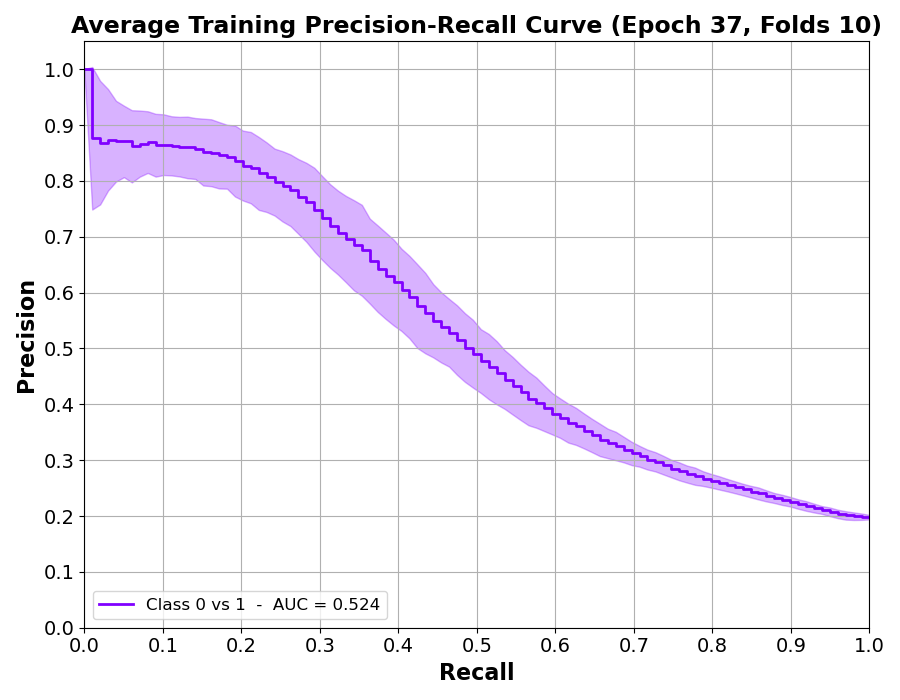 Average Training Precision-Recall Curve (Epoch 37, Folds 10)
1.0
0.9
0.8
0.7
0.6
0.5
0.4
0.3
0.2
0.1
0.0
Precision
Class 0 vs 1 - AUC = 0.524
0.0 0.1 0.2 0.3 0.4 0.5 0.6 0.7 0.8 0.9 1.0
Recall